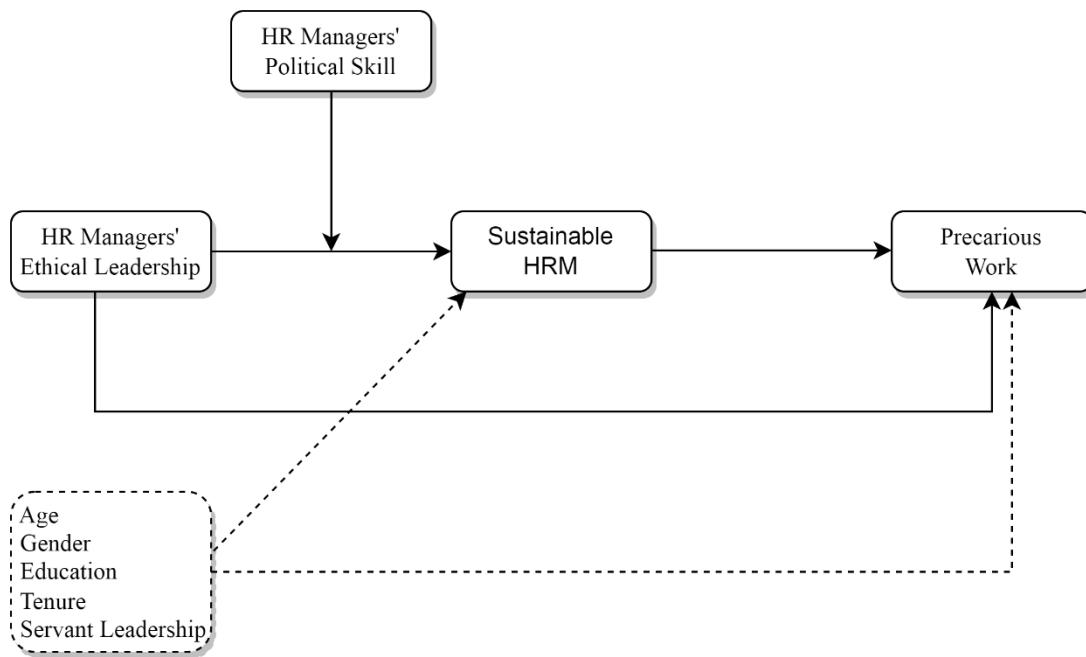 HR Managers'
Political Skill
HR Managers'
Ethical Leadership
Sustainable
HRM
Precarious
Work
Age
Gender
Education
Tenure
Servant Leadership